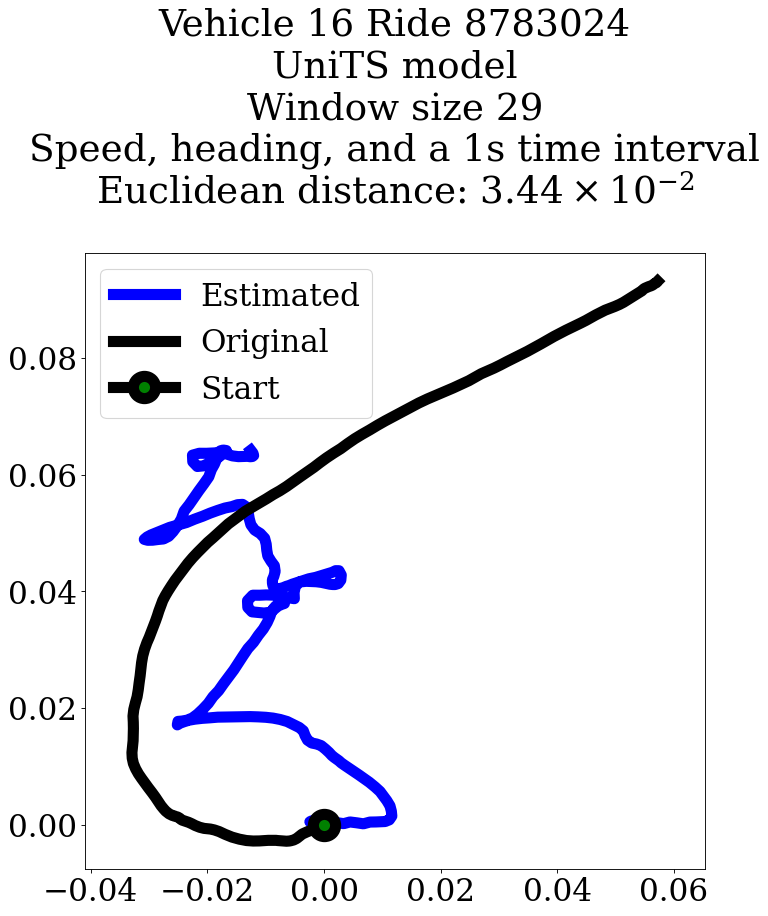 Vehicle 16 Ride 8783024
UniTS model
Window size 29
Speed, heading, and a 1s time interval
Euclidean distance: 3.44 × 10⁻²
Estimated
Original
Start
0.08
0.06
0.04
0.02
0.00
−0.04 −0.02 0.00 0.02 0.04 0.06